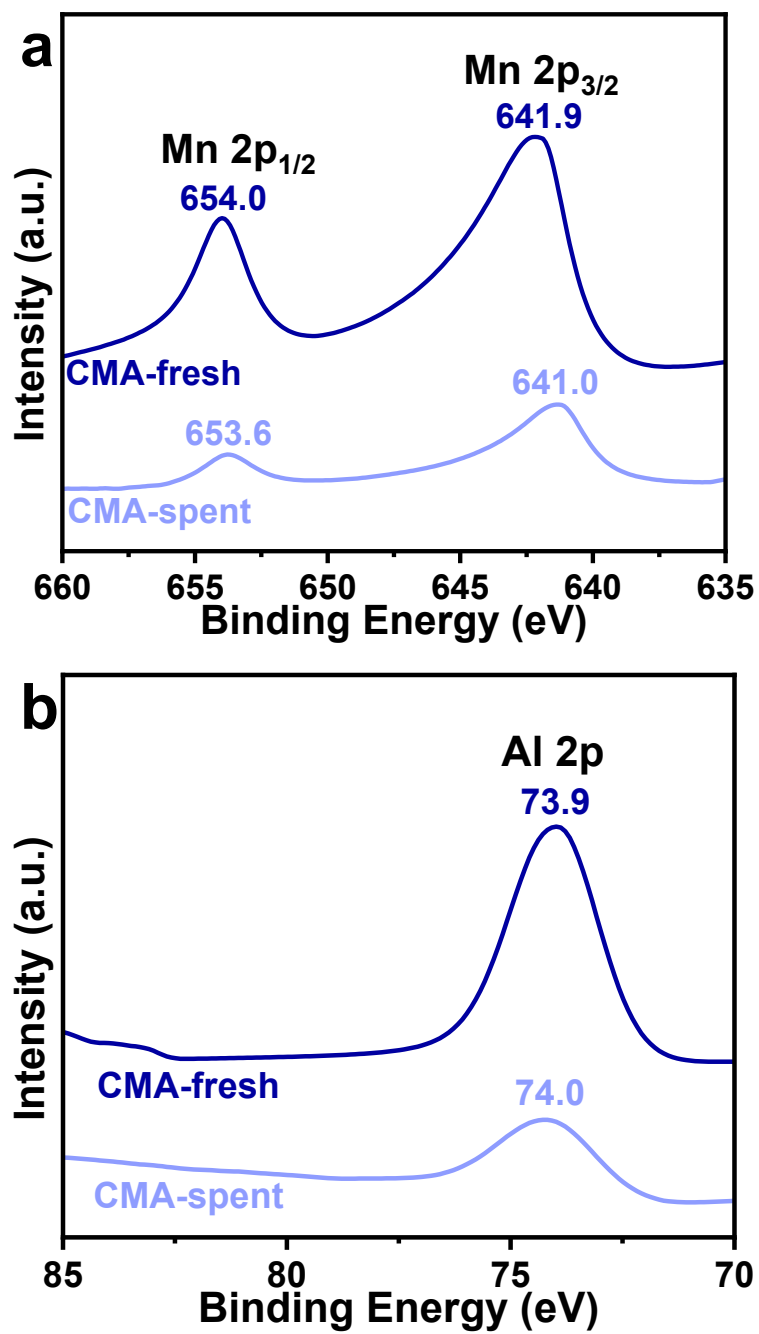 a
Mn 2p3/2
641.9
Mn 2p1/2
654.0
CMA-fresh
641.0
653.6
CMA-spent
Intensity (a.u.)
660 655 650 645 640 635
Binding Energy (eV)
b
Al 2p
73.9
CMA-fresh
74.0
CMA-spent
Intensity (a.u.)
85 80 75 70
Binding Energy (eV)